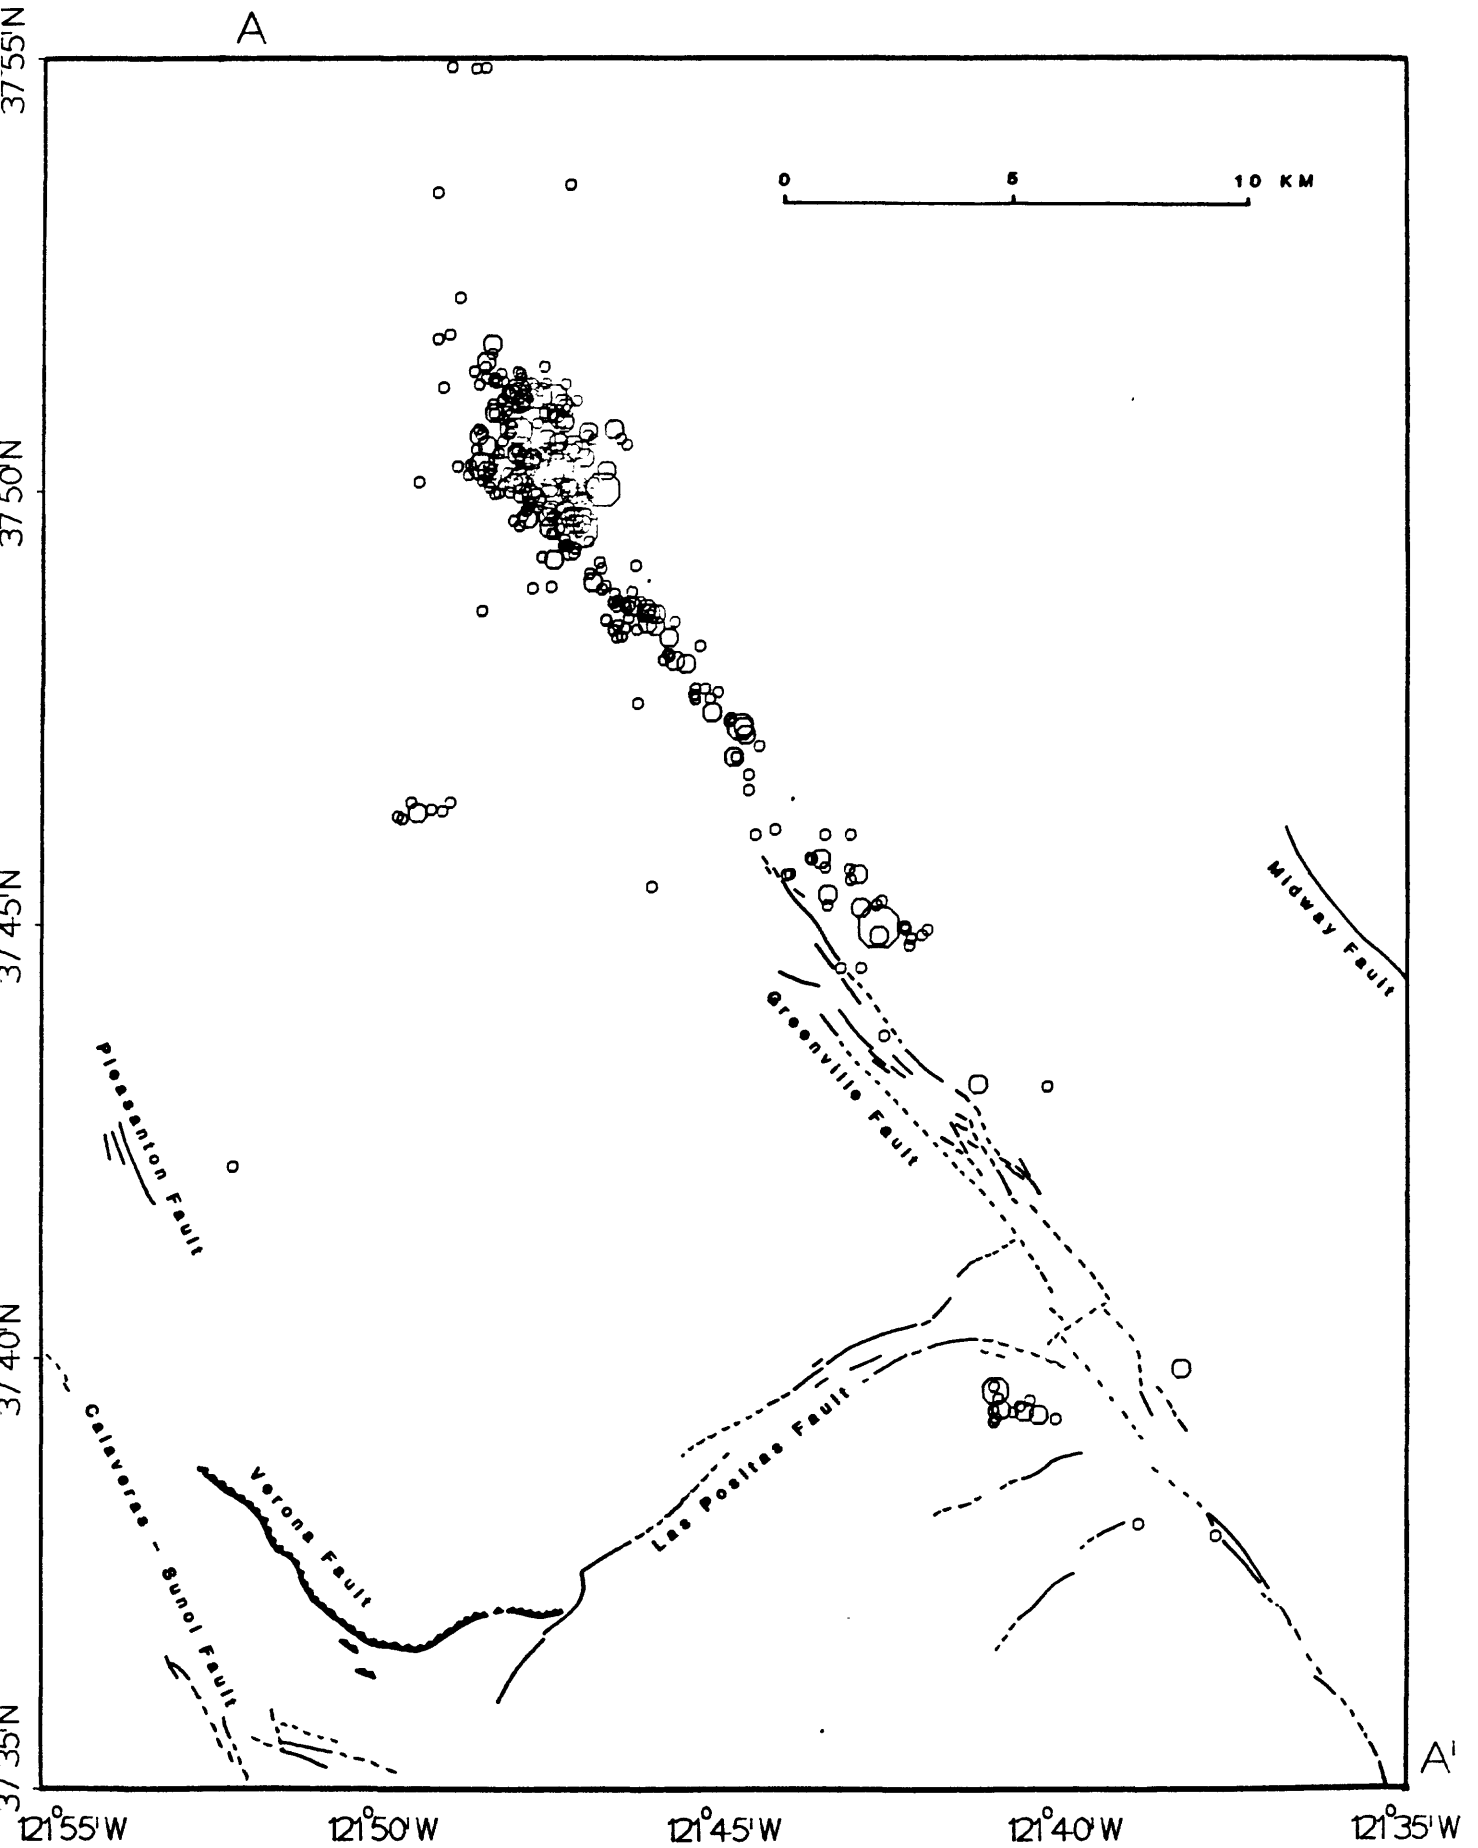 A
37°55'N
0 5 10 KM
37°50'N
37°45'N
Midway Fault
Greenville Fault
Pleasanton Fault
37°40'N
Calaveras - Sunol Fault
Verona Fault
Las Positas Fault
37°35'N
A'
121°55'W 121°50'W 121°45'W 121°40'W 121°35'W